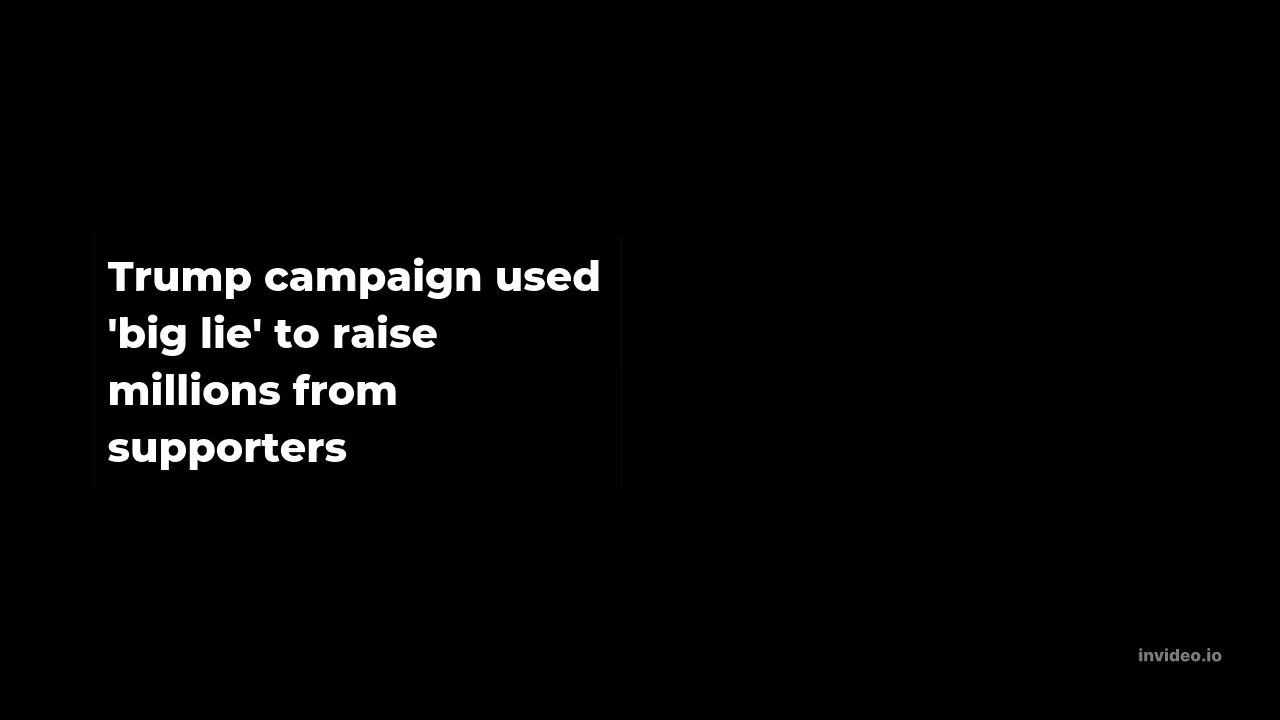 Trump campaign used
'big lie' to raise
millions from
supporters
invideo.io